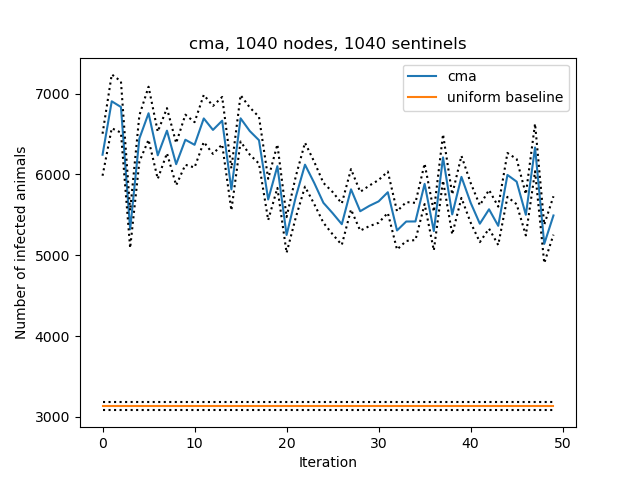 cma, 1040 nodes, 1040 sentinels
cma
uniform baseline
Number of infected animals
7000
6000
5000
4000
3000
0 10 20 30 40 50
Iteration